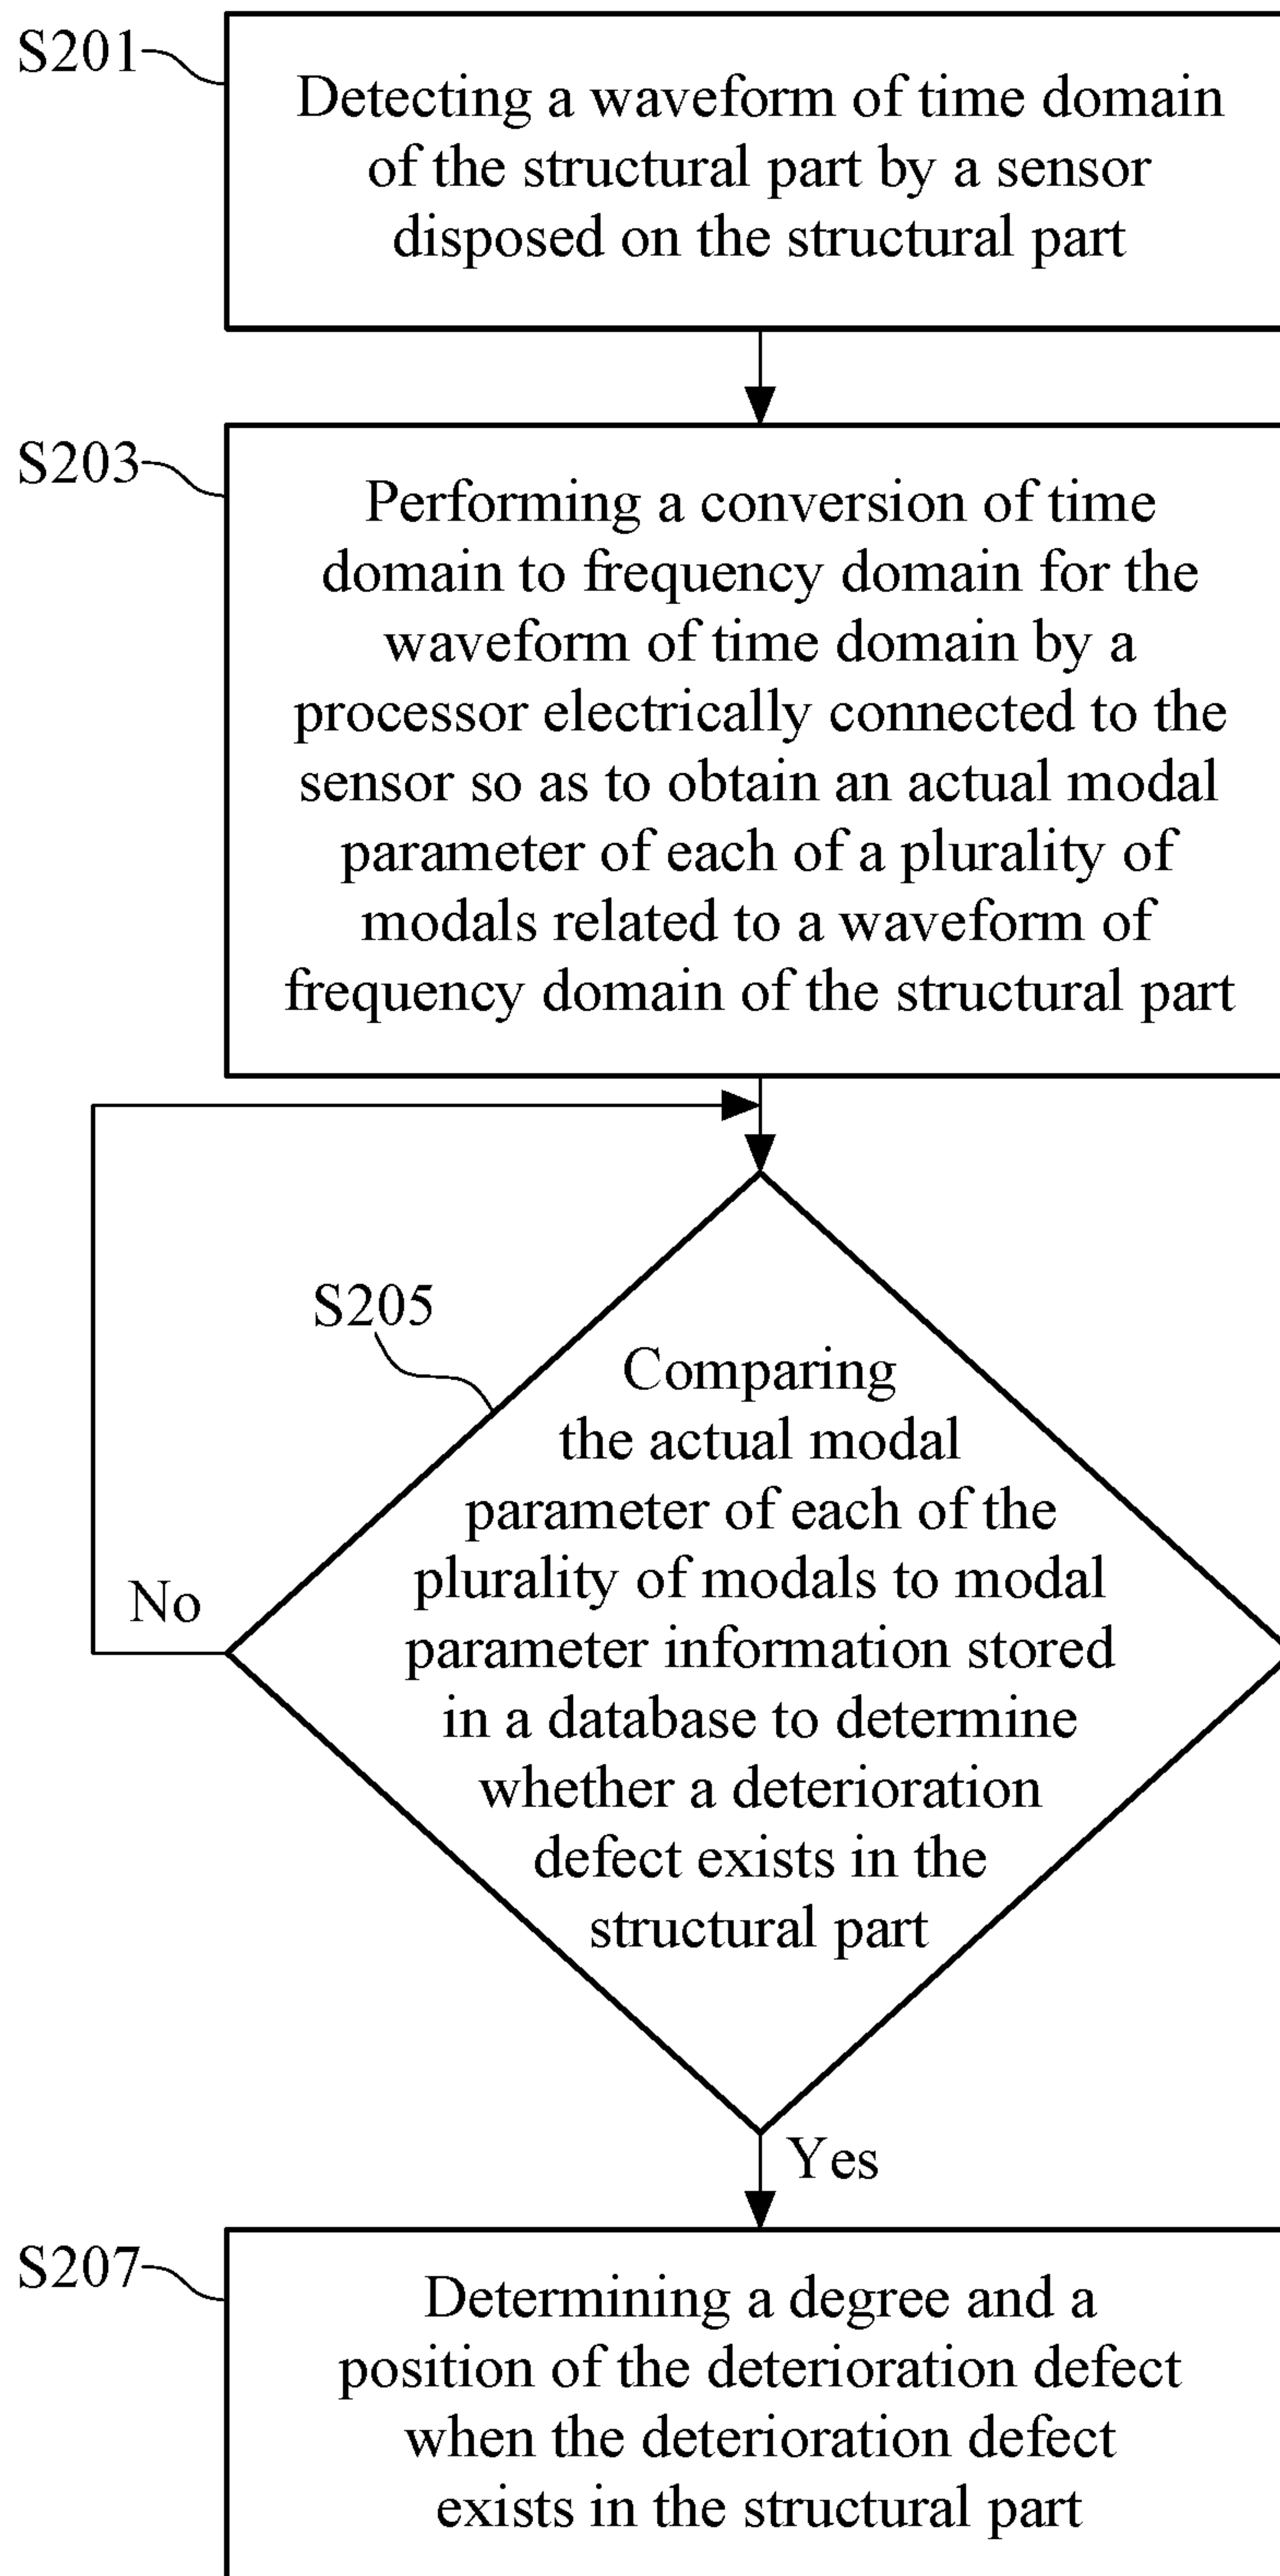 S201
Detecting a waveform of time domain
of the structural part by a sensor
disposed on the structural part
S203
Performing a conversion of time
domain to frequency domain for the
waveform of time domain by a
processor electrically connected to the
sensor so as to obtain an actual modal
parameter of each of a plurality of
modals related to a waveform of
frequency domain of the structural part
S205
Comparing
the actual modal
parameter of each of the
plurality of modals to modal
parameter information stored
in a database to determine
whether a deterioration
defect exists in the
structural part
No
Yes
S207
Determining a degree and a
position of the deterioration defect
when the deterioration defect
exists in the structural part